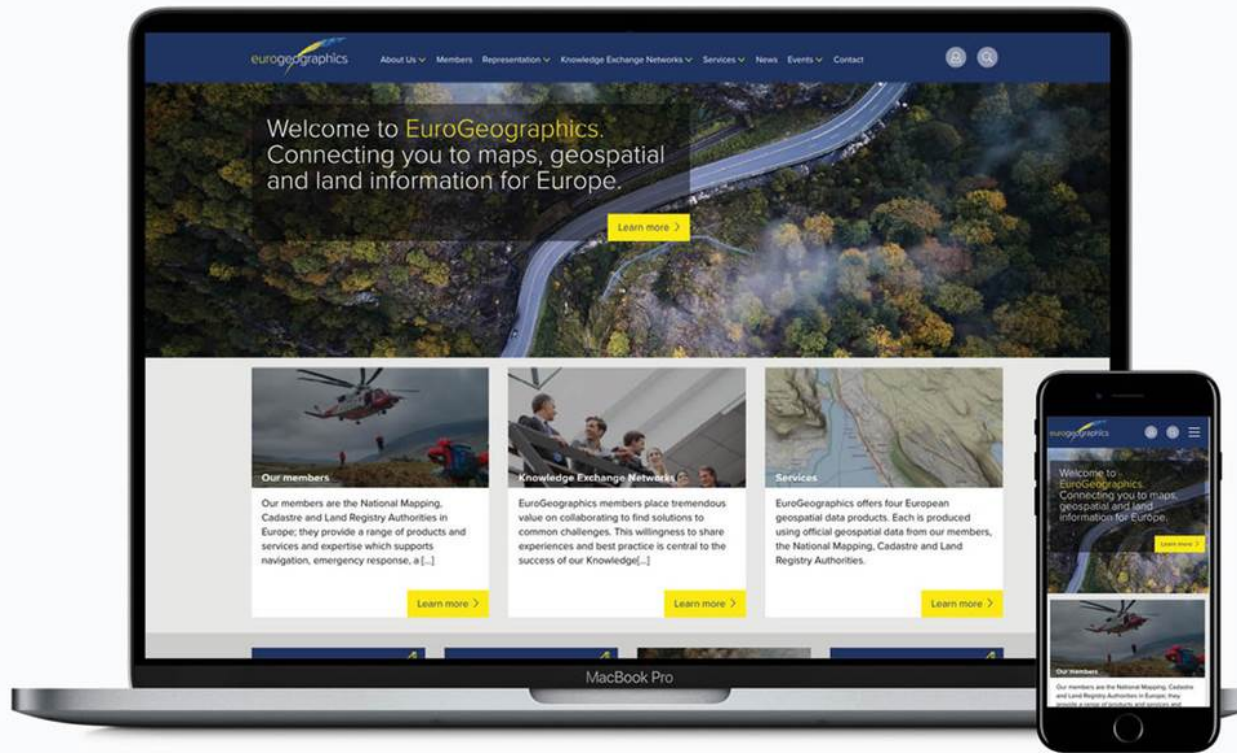 eurogeographics
About Us Members Representation Knowledge Exchange Networks Services News Events Contact
Welcome to EuroGeographics.
Connecting you to maps, geospatial
and land information for Europe.
Learn more
Our members
Our members are the National Mapping,
Cadastre and Land Registry Authorities in
Europe; they provide a range of products and
services and expertise which supports
navigation, emergency response, a [...]
Learn more
Knowledge Exchange Networks
EuroGeographics members place tremendous
value on collaborating to find solutions to
common challenges. This willingness to share
experiences and best practice is central to the
success of our Knowledge[...]
Learn more
Services
EuroGeographics offers four European
geospatial data products. Each is produced
using official geospatial data from our members,
the National Mapping, Cadastre and Land
Registry Authorities.
Learn more
MacBook Pro
eurogeographics
Welcome to
EuroGeographics.
Connecting you to maps,
geospatial and land
information for Europe.
Learn more
Our members
Our members are the National Mapping, Cadastre
and Land Registry Authorities in Europe; they
provide a range of products and services and